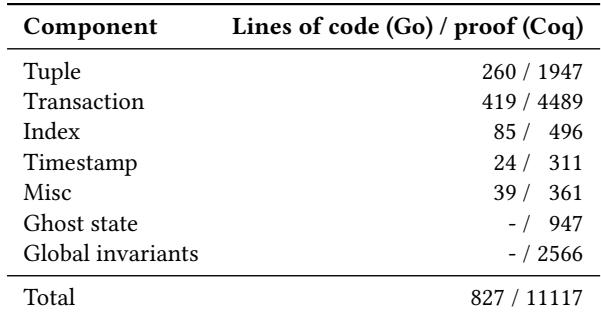 Component Lines of code (Go) / proof (Coq)
Tuple 260 / 1947
Transaction 419 / 4489
Index 85 / 496
Timestamp 24 / 311
Misc 39 / 361
Ghost state - / 947
Global invariants - / 2566
Total 827 / 11117